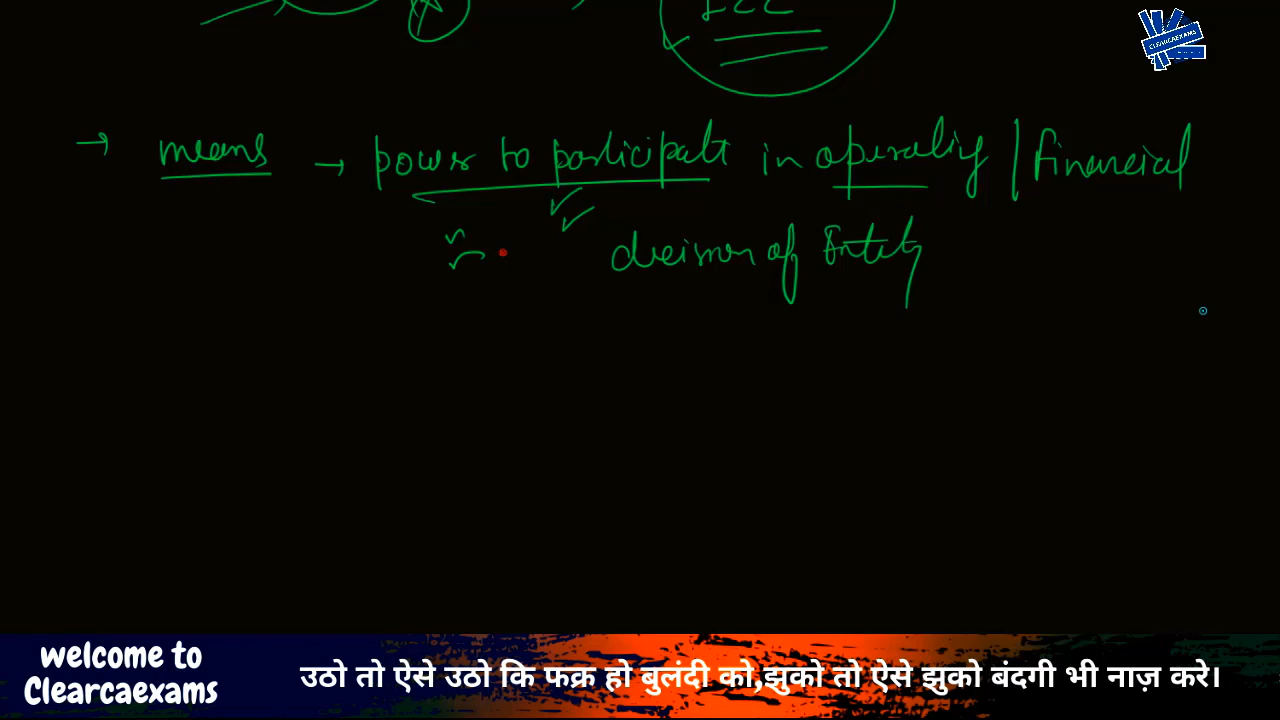 → means → power to participate in operating / financial
decision of Entity
CLEARCAEXAMS
welcome to
Clearcaexams
उठो तो ऐसे उठो कि फक्र हो बुलंदी को,झुको तो ऐसे झुको बंदगी भी नाज़ करे।